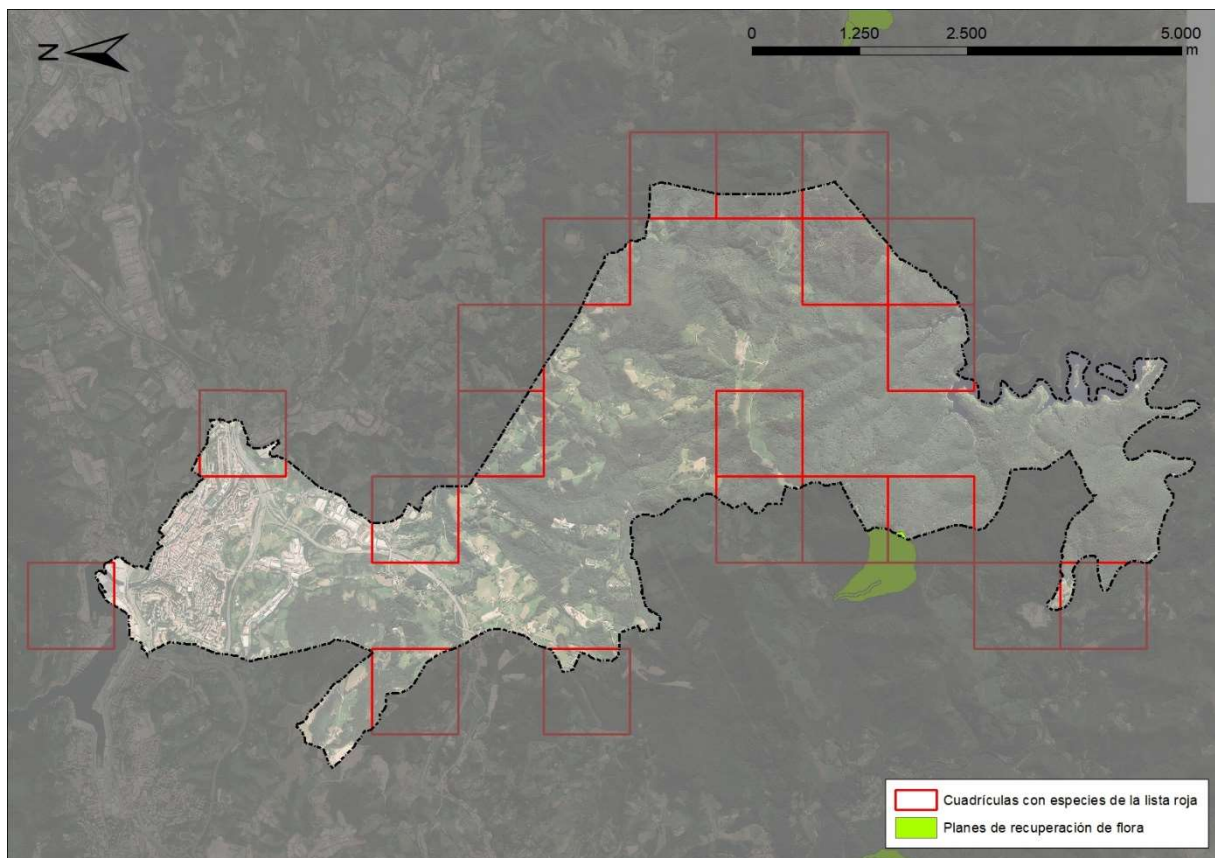 N
0 1.250 2.500 5.000
m
Cuadrículas con especies de la lista roja
Planes de recuperación de flora